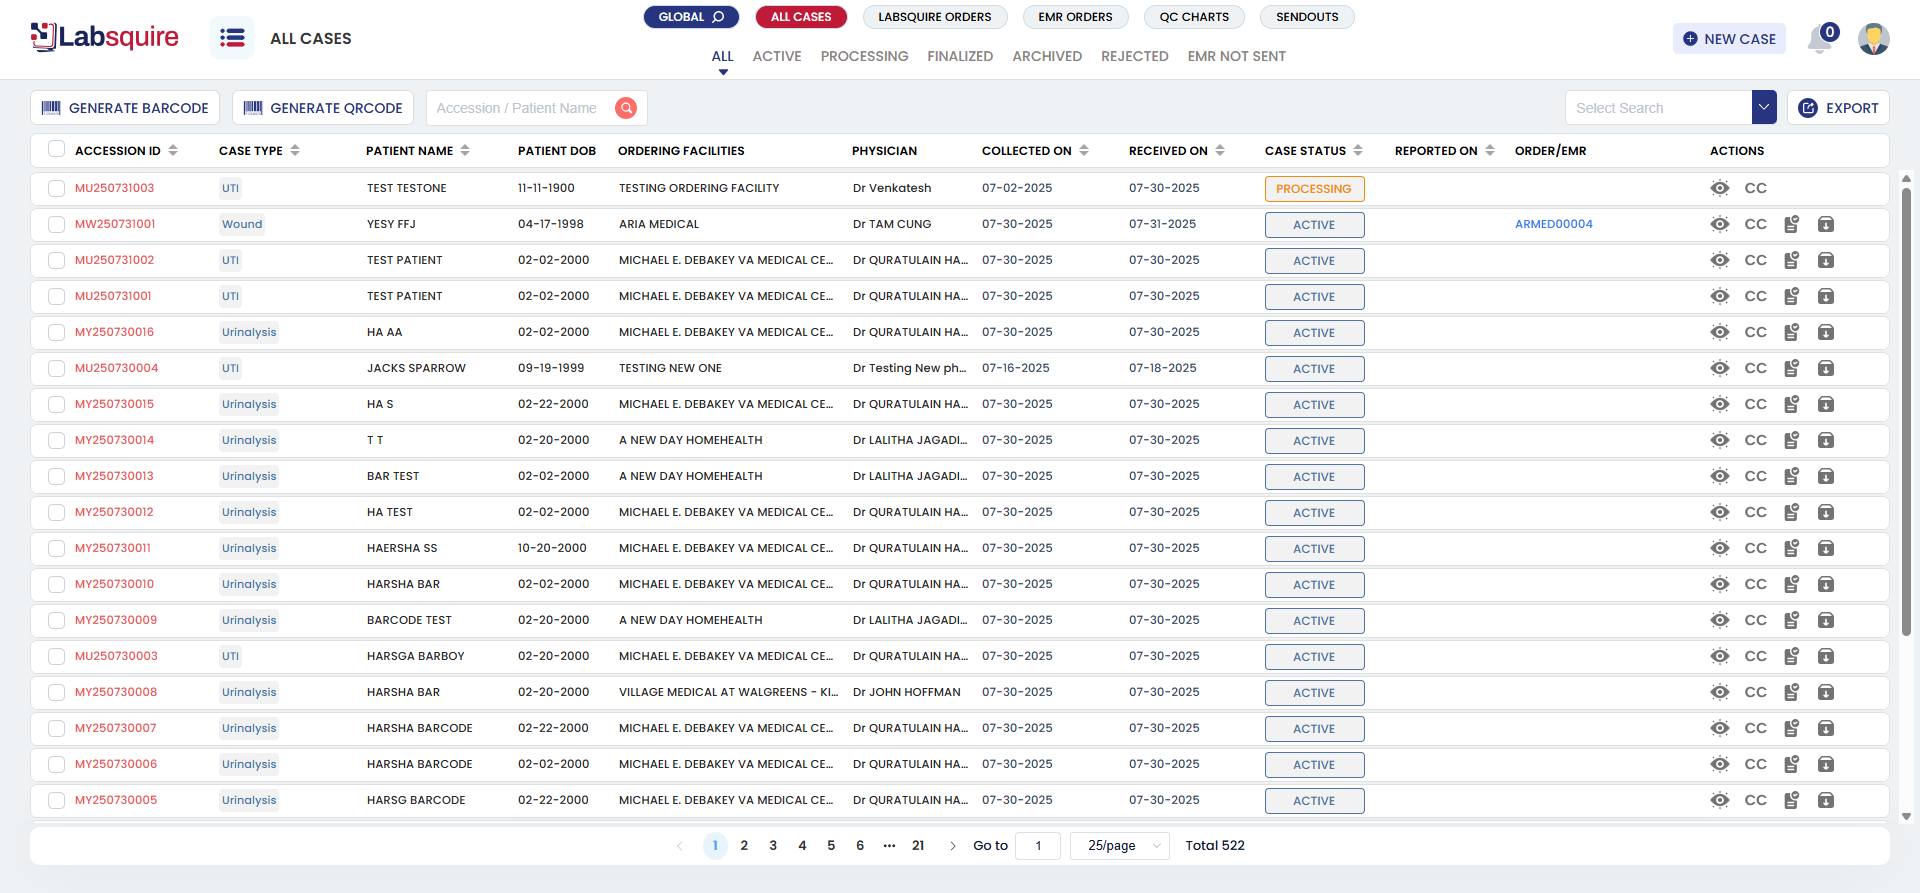 Labsquire
ALL CASES
GLOBAL
ALL CASES
LABSQUIRE ORDERS
EMR ORDERS
QC CHARTS
SENDOUTS
ALL ACTIVE PROCESSING FINALIZED ARCHIVED REJECTED EMR NOT SENT
NEW CASE
0
GENERATE BARCODE
GENERATE QRCODE
Accession / Patient Name
Select Search
EXPORT
ACCESSION ID CASE TYPE PATIENT NAME PATIENT DOB ORDERING FACILITIES PHYSICIAN COLLECTED ON RECEIVED ON CASE STATUS REPORTED ON ORDER/EMR ACTIONS
MU250731003 UTI TEST TESTONE 11-11-1900 TESTING ORDERING FACILITY Dr Venkatesh 07-02-2025 07-30-2025 PROCESSING CC
MW250731001 Wound YESY FFJ 04-17-1998 ARIA MEDICAL Dr TAM CUNG 07-30-2025 07-31-2025 ACTIVE ARMED00004 CC
MU250731002 UTI TEST PATIENT 02-02-2000 MICHAEL E. DEBAKEY VA MEDICAL CE... Dr QURATULAIN HA... 07-30-2025 07-30-2025 ACTIVE CC
MU250731001 UTI TEST PATIENT 02-02-2000 MICHAEL E. DEBAKEY VA MEDICAL CE... Dr QURATULAIN HA... 07-30-2025 07-30-2025 ACTIVE CC
MY250730016 Urinalysis HA AA 02-02-2000 MICHAEL E. DEBAKEY VA MEDICAL CE... Dr QURATULAIN HA... 07-30-2025 07-30-2025 ACTIVE CC
MU250730004 UTI JACKS SPARROW 09-19-1999 TESTING NEW ONE Dr Testing New ph... 07-16-2025 07-18-2025 ACTIVE CC
MY250730015 Urinalysis HA S 02-22-2000 MICHAEL E. DEBAKEY VA MEDICAL CE... Dr QURATULAIN HA... 07-30-2025 07-30-2025 ACTIVE CC
MY250730014 Urinalysis T T 02-20-2000 A NEW DAY HOMEHEALTH Dr LALITHA JAGADI... 07-30-2025 07-30-2025 ACTIVE CC
MY250730013 Urinalysis BAR TEST 02-02-2000 A NEW DAY HOMEHEALTH Dr LALITHA JAGADI... 07-30-2025 07-30-2025 ACTIVE CC
MY250730012 Urinalysis HA TEST 02-02-2000 MICHAEL E. DEBAKEY VA MEDICAL CE... Dr QURATULAIN HA... 07-30-2025 07-30-2025 ACTIVE CC
MY250730011 Urinalysis HAERSHA SS 10-20-2000 MICHAEL E. DEBAKEY VA MEDICAL CE... Dr QURATULAIN HA... 07-30-2025 07-30-2025 ACTIVE CC
MY250730010 Urinalysis HARSHA BAR 02-02-2000 MICHAEL E. DEBAKEY VA MEDICAL CE... Dr QURATULAIN HA... 07-30-2025 07-30-2025 ACTIVE CC
MY250730009 Urinalysis BARCODE TEST 02-20-2000 A NEW DAY HOMEHEALTH Dr LALITHA JAGADI... 07-30-2025 07-30-2025 ACTIVE CC
MU250730003 UTI HARSGA BARBOY 02-20-2000 MICHAEL E. DEBAKEY VA MEDICAL CE... Dr QURATULAIN HA... 07-30-2025 07-30-2025 ACTIVE CC
MY250730008 Urinalysis HARSHA BAR 02-20-2000 VILLAGE MEDICAL AT WALGREENS - KI... Dr JOHN HOFFMAN 07-30-2025 07-30-2025 ACTIVE CC
MY250730007 Urinalysis HARSHA BARCODE 02-22-2000 MICHAEL E. DEBAKEY VA MEDICAL CE... Dr QURATULAIN HA... 07-30-2025 07-30-2025 ACTIVE CC
MY250730006 Urinalysis HARSHA BARCODE 02-02-2000 MICHAEL E. DEBAKEY VA MEDICAL CE... Dr QURATULAIN HA... 07-30-2025 07-30-2025 ACTIVE CC
MY250730005 Urinalysis HARSG BARCODE 02-22-2000 MICHAEL E. DEBAKEY VA MEDICAL CE... Dr QURATULAIN HA... 07-30-2025 07-30-2025 ACTIVE CC
1 2 3 4 5 6 ... 21 Go to 1 25/page Total 522